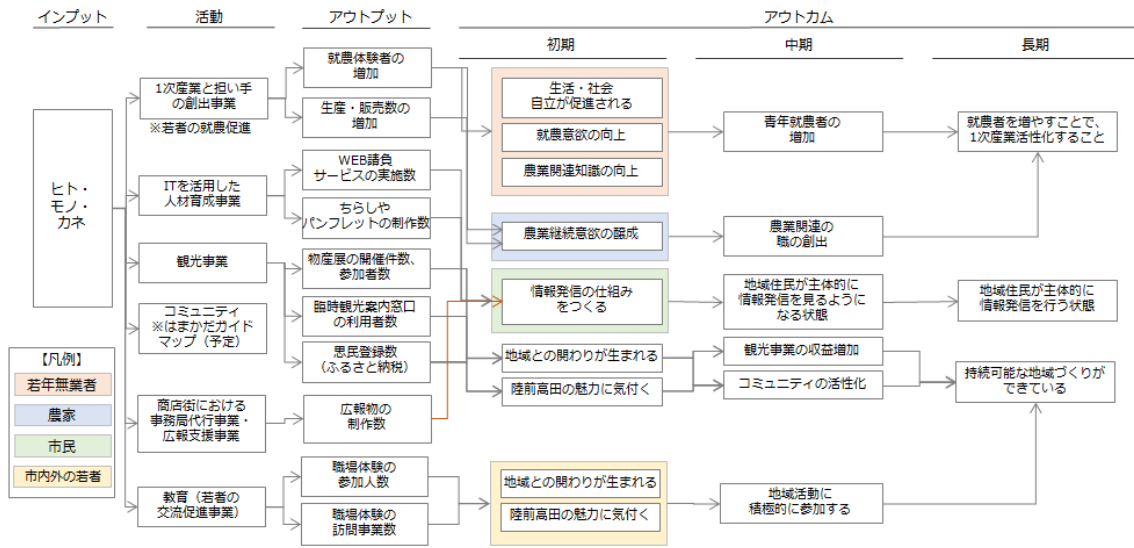 インプット
活動
アウトプット
アウトカム
初期
中期
長期
ヒト・
モノ・
カネ
【凡例】
若年無業者
農家
市民
市内外の若者
1次産業と担い手
の創出事業
※若者の就農促進
ITを活用した
人材育成事業
観光事業
コミュニティ
※はまかだガイド
マップ（予定）
商店街における
事務局代行事業・
広報支援事業
教育（若者の
交流促進事業）
就農体験者の
増加
生産・販売数の
増加
WEB請負
サービスの実施数
ちらしや
パンフレットの制作数
物産展の開催件数、
参加者数
臨時観光案内窓口
の利用者数
思民登録数
（ふるさと納税）
広報物の
制作数
職場体験の
参加人数
職場体験の
訪問事業数
生活・社会
自立が促進される
就農意欲の向上
農業関連知識の向上
農業継続意欲の醸成
情報発信の仕組み
をつくる
地域との関わりが生まれる
陸前高田の魅力に気付く
地域との関わりが生まれる
陸前高田の魅力に気付く
青年就農者の
増加
農業関連の
職の創出
地域住民が主体的に
情報発信を見るように
なる状態
観光事業の収益増加
コミュニティの活性化
地域活動に
積極的に参加する
就農者を増やすことで、
1次産業活性化すること
地域住民が主体的に
情報発信を行う状態
持続可能な地域づくりが
できている